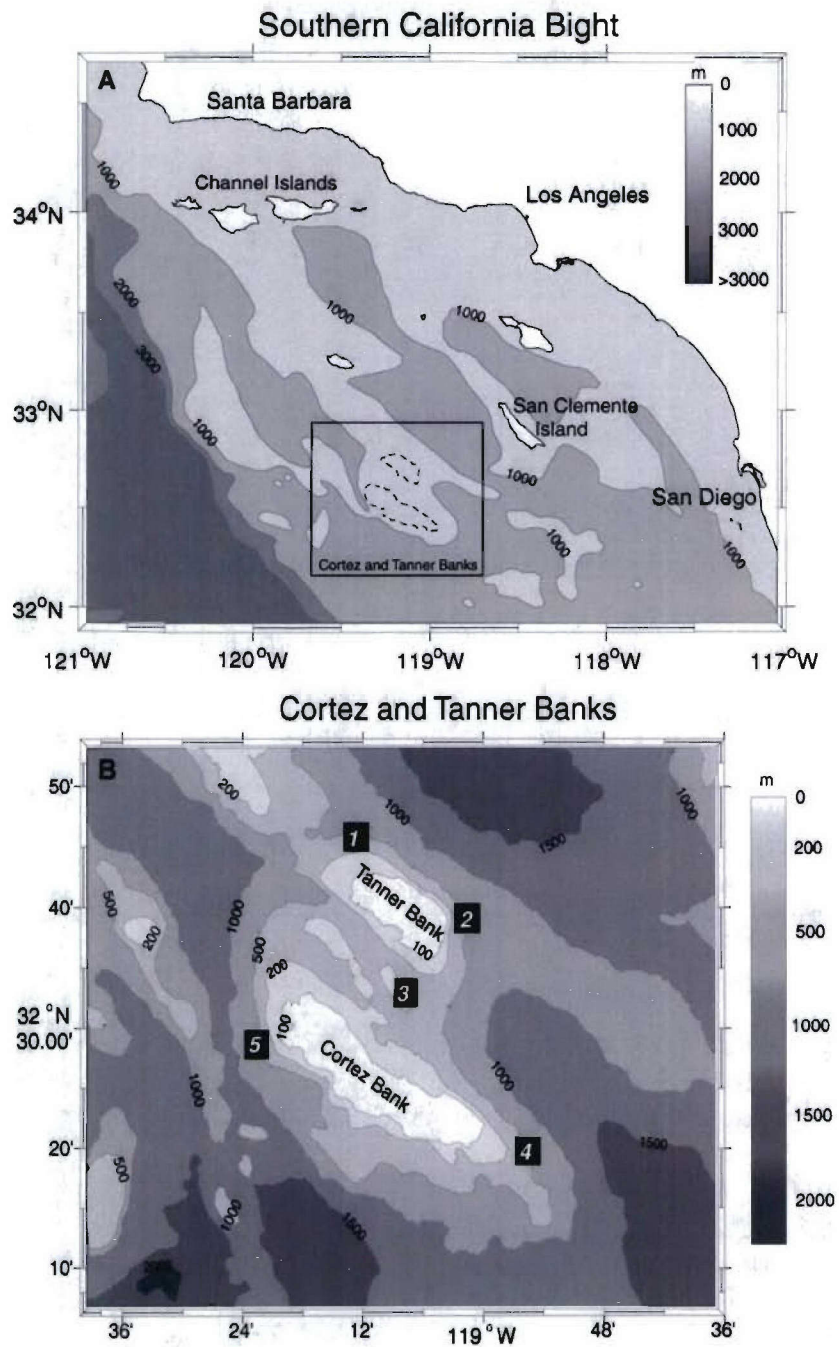 Southern California Bight
A
m
0
1000
2000
3000
>3000
Santa Barbara
Channel Islands
Los Angeles
San Clemente
Island
San Diego
Cortez and Tanner Banks
1000
2000
3000
1000
1000
1000
1000
1000
1000
34°N
33°N
32°N
121°W
120°W
119°W
118°W
117°W
Cortez and Tanner Banks
B
m
0
200
500
1000
1500
2000
50'
40'
32 °N
30.00'
20'
10'
200
1000
1500
1000
1
Tanner Bank
2
100
500
200
1000
500
200
3
100
5
Cortez Bank
1000
4
1000
500
1000
1500
1500
2000
36'
24'
12'
119° W
48'
36'